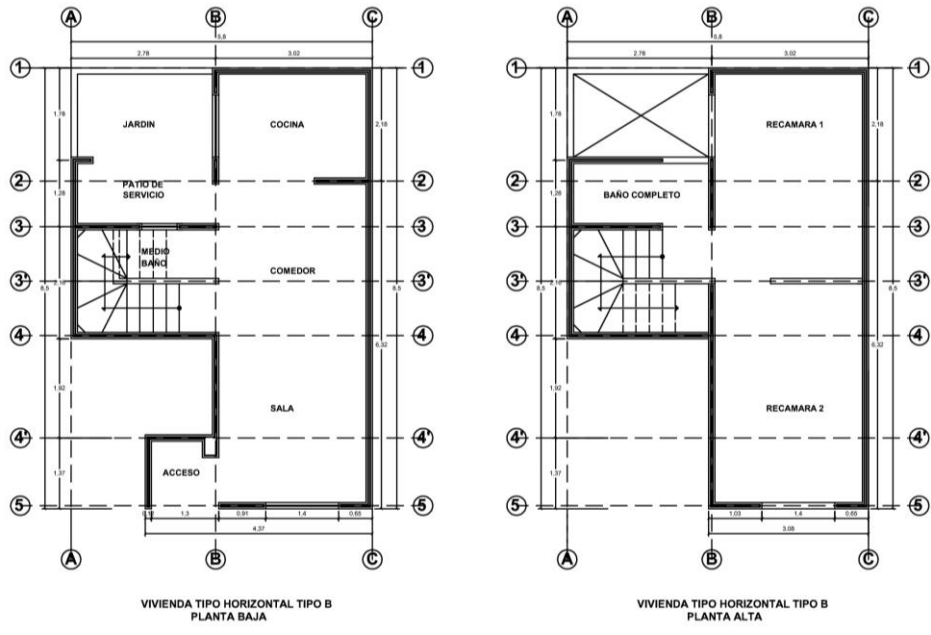 A B C
5,8
2,78 3,02
1 1
1,78
JARDIN
COCINA
2,18
2 2
PATIO DE
SERVICIO
1,28
3 3
MEDIO
BAÑO
COMEDOR
3' 3'
8,5 2,16 8,5
4 4
6,32
1,92
SALA
4' 4'
1,37
ACCESO
5 5
0,12 1,3 0,91 1,4 0,65
4,37
A B C
VIVIENDA TIPO HORIZONTAL TIPO B
PLANTA BAJA
A B C
5,8
2,78 3,02
1 1
1,78
RECAMARA 1
2,18
2 2
BAÑO COMPLETO
1,28
3 3
3' 3'
8,5 2,16 8,5
4 4
6,32
1,92
RECAMARA 2
4' 4'
1,37
5 5
1,03 1,4 0,65
3,08
A B C
VIVIENDA TIPO HORIZONTAL TIPO B
PLANTA ALTA